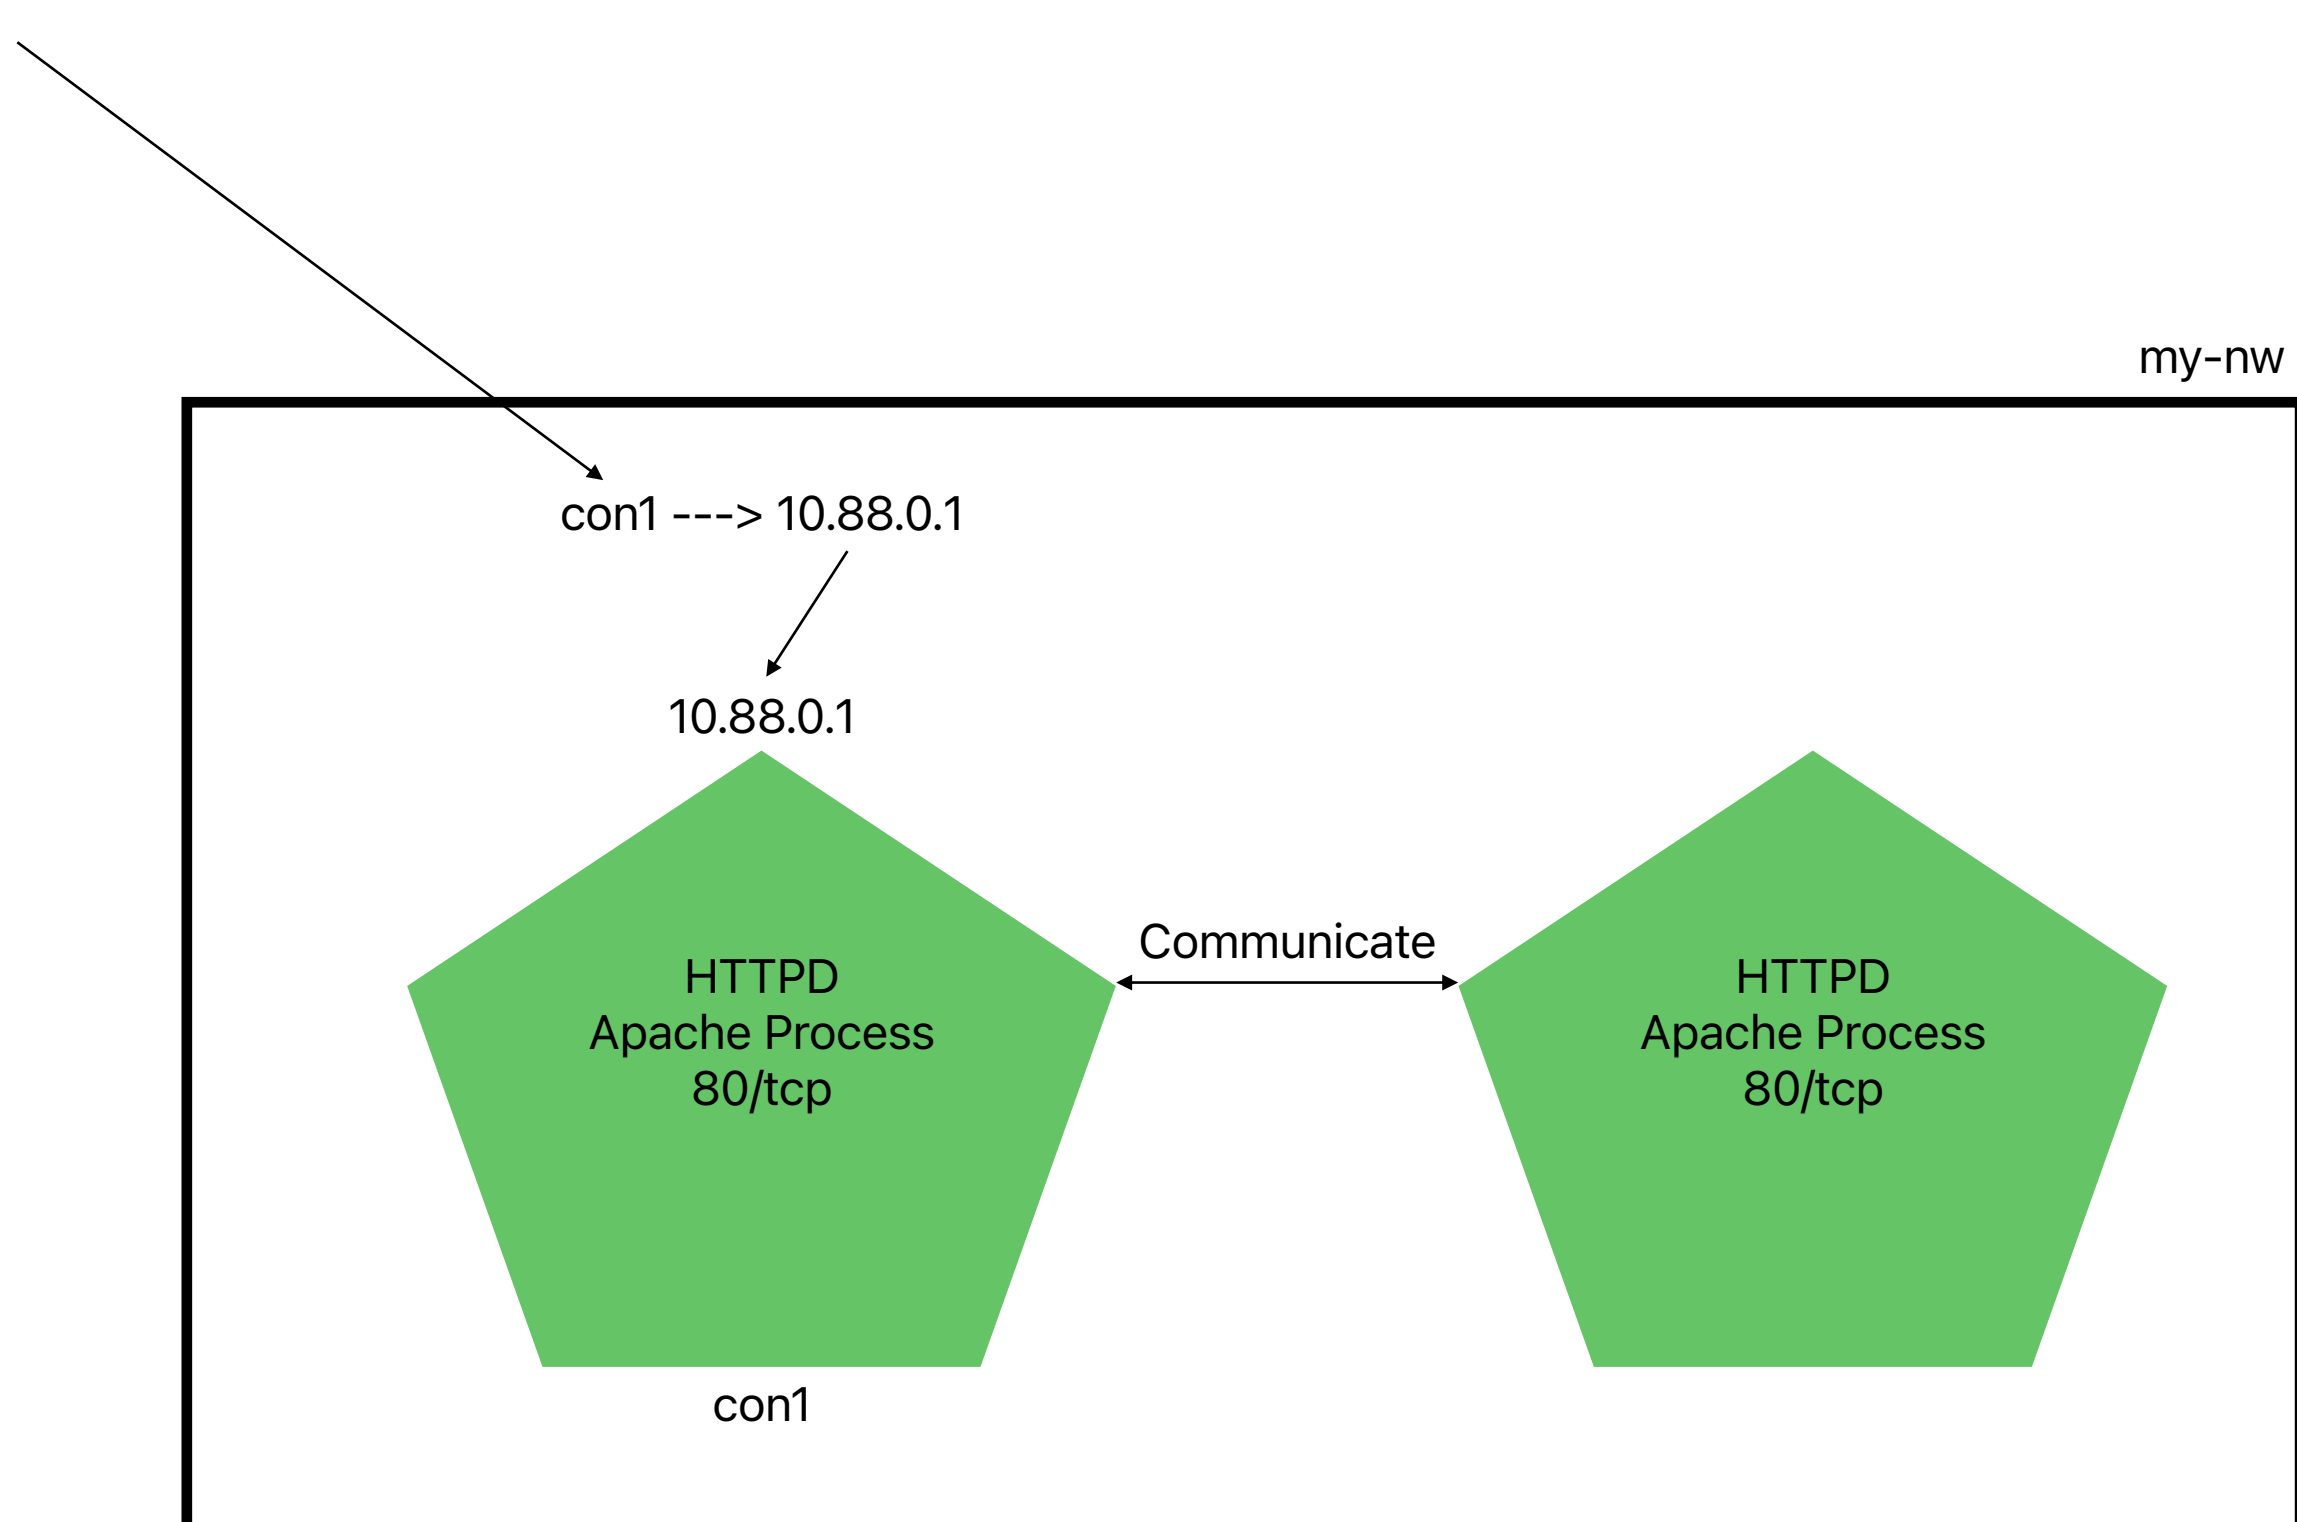 my-nw
con1 ---> 10.88.0.1
10.88.0.1
Communicate
HTTPD
Apache Process
80/tcp
HTTPD
Apache Process
80/tcp
con1